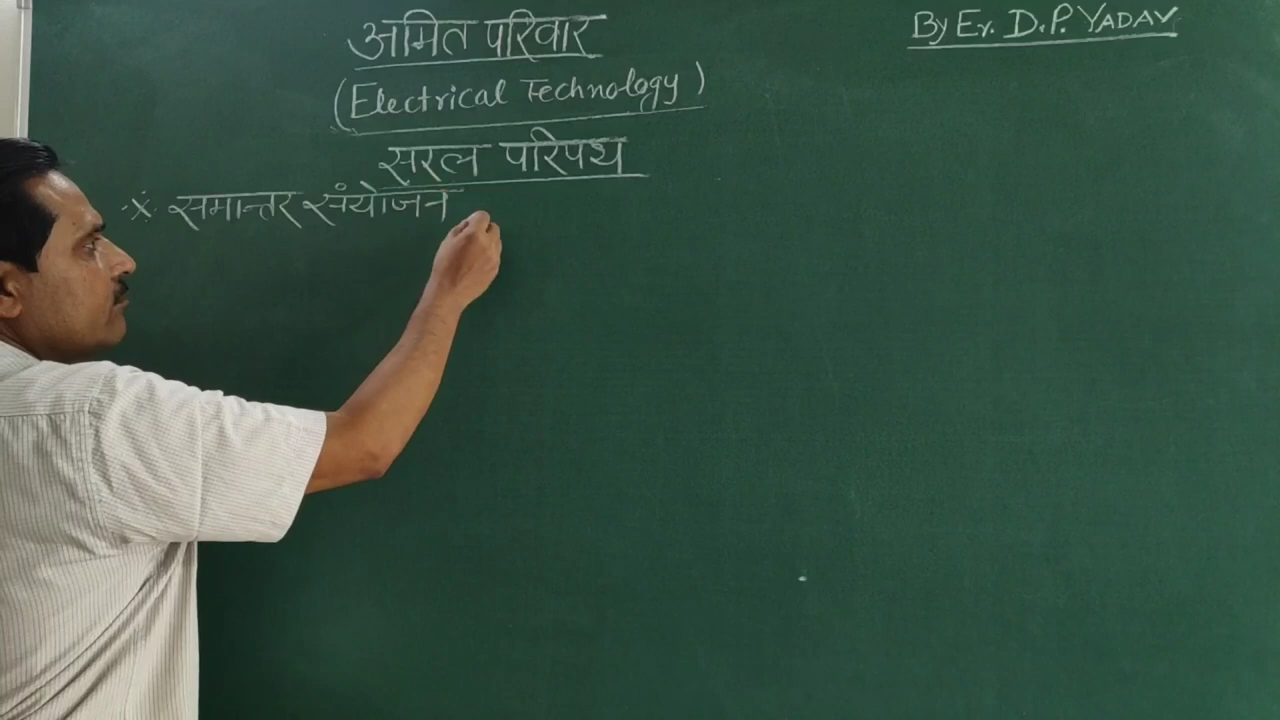 अमित परिवार
By Er. D.P. YADAV
(Electrical Technology)
सरल परिपथ
※ समान्तर संयोजन